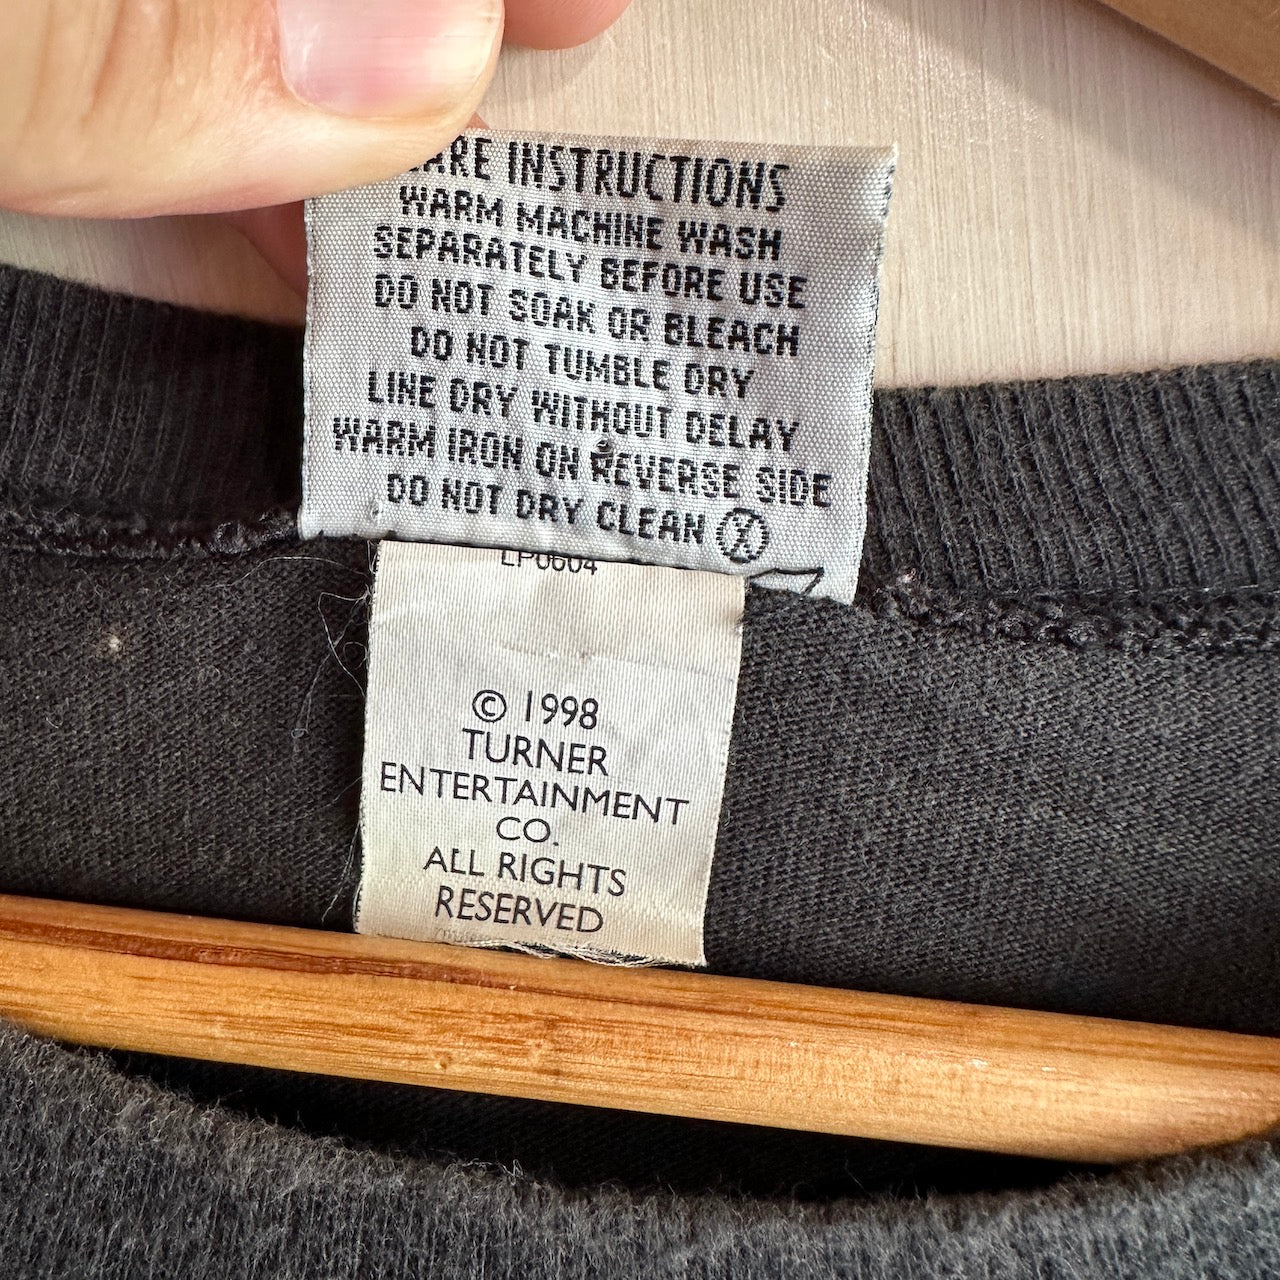 CARE INSTRUCTIONS
WARM MACHINE WASH
SEPARATELY BEFORE USE
DO NOT SOAK OR BLEACH
DO NOT TUMBLE DRY
LINE DRY WITHOUT DELAY
WARM IRON ON REVERSE SIDE
DO NOT DRY CLEAN X
LP0604
© 1998
TURNER
ENTERTAINMENT
CO.
ALL RIGHTS
RESERVED